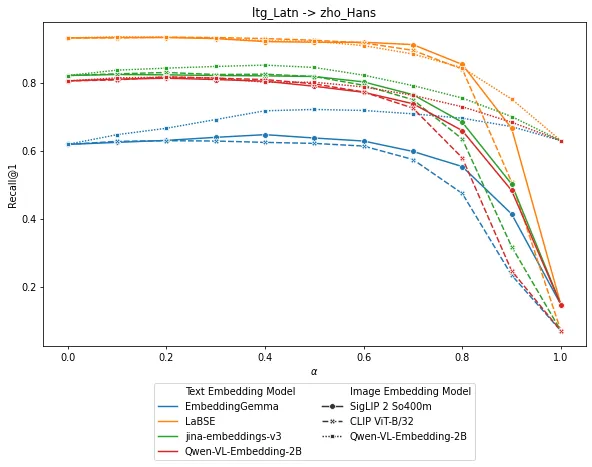 ltg_Latn -> zho_Hans
Recall@1
0.8
0.6
0.4
0.2
0.0 0.2 0.4 0.6 0.8 1.0
α
Text Embedding Model Image Embedding Model
EmbeddingGemma SigLIP 2 So400m
LaBSE CLIP ViT-B/32
jina-embeddings-v3 Qwen-VL-Embedding-2B
Qwen-VL-Embedding-2B